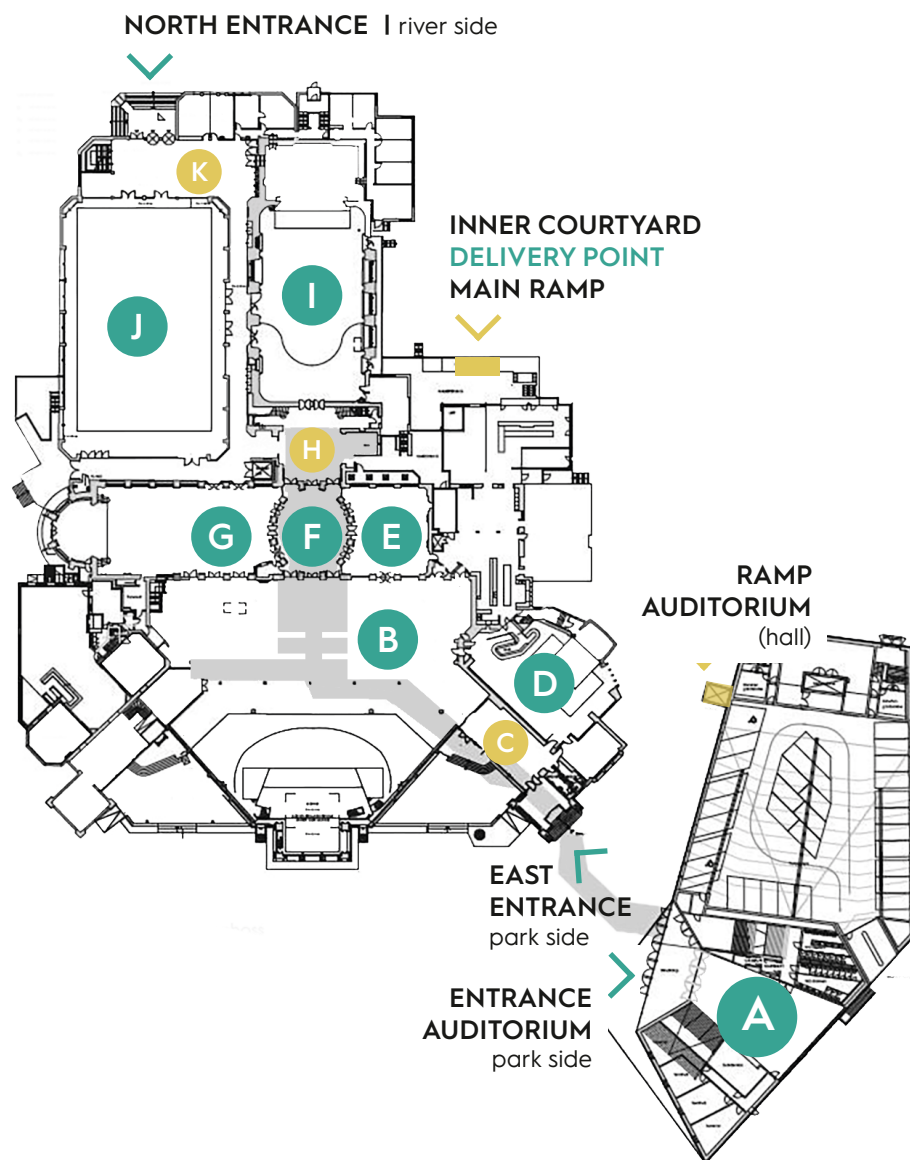 NORTH ENTRANCE | river side
K
INNER COURTYARD
DELIVERY POINT
MAIN RAMP
I
J
H
G
F
E
RAMP
AUDITORIUM
(hall)
B
D
C
EAST
ENTRANCE
park side
ENTRANCE
AUDITORIUM
park side
A